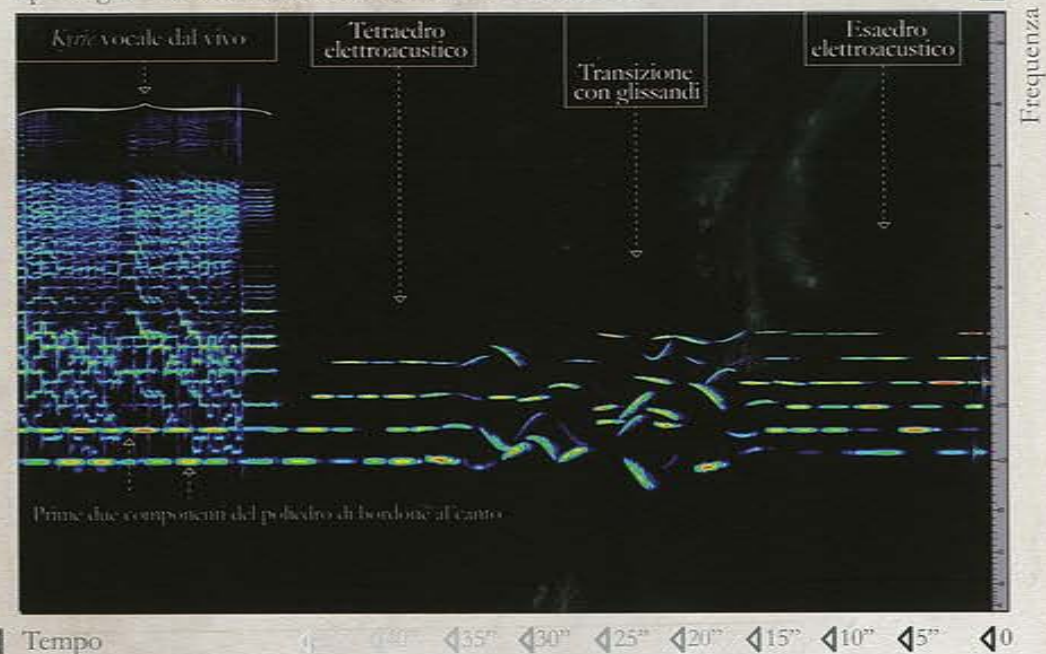 Kyrie vocale dal vivo
Tetraedro
elettroacustico
Transizione
con glissandi
Esaedro
elettroacustico
Frequenza
Prime due componenti del poliedro di bordone al canto
Tempo
40” 35” 30” 25” 20” 15” 10” 5” 0